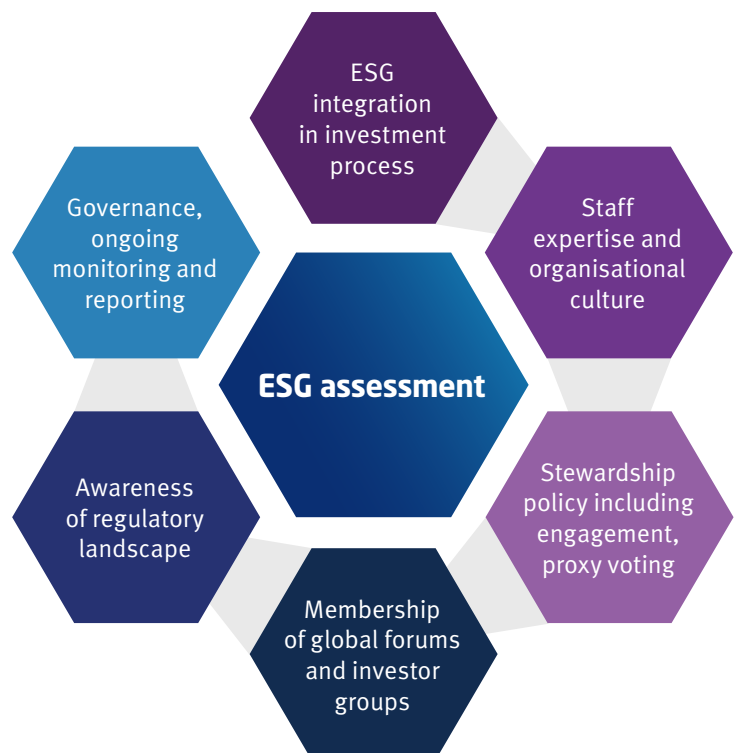 ESG
integration
in investment
process
Staff
expertise and
organisational
culture
Stewardship
policy including
engagement,
proxy voting
Membership
of global forums
and investor
groups
Awareness
of regulatory
landscape
Governance,
ongoing
monitoring and
reporting
ESG assessment